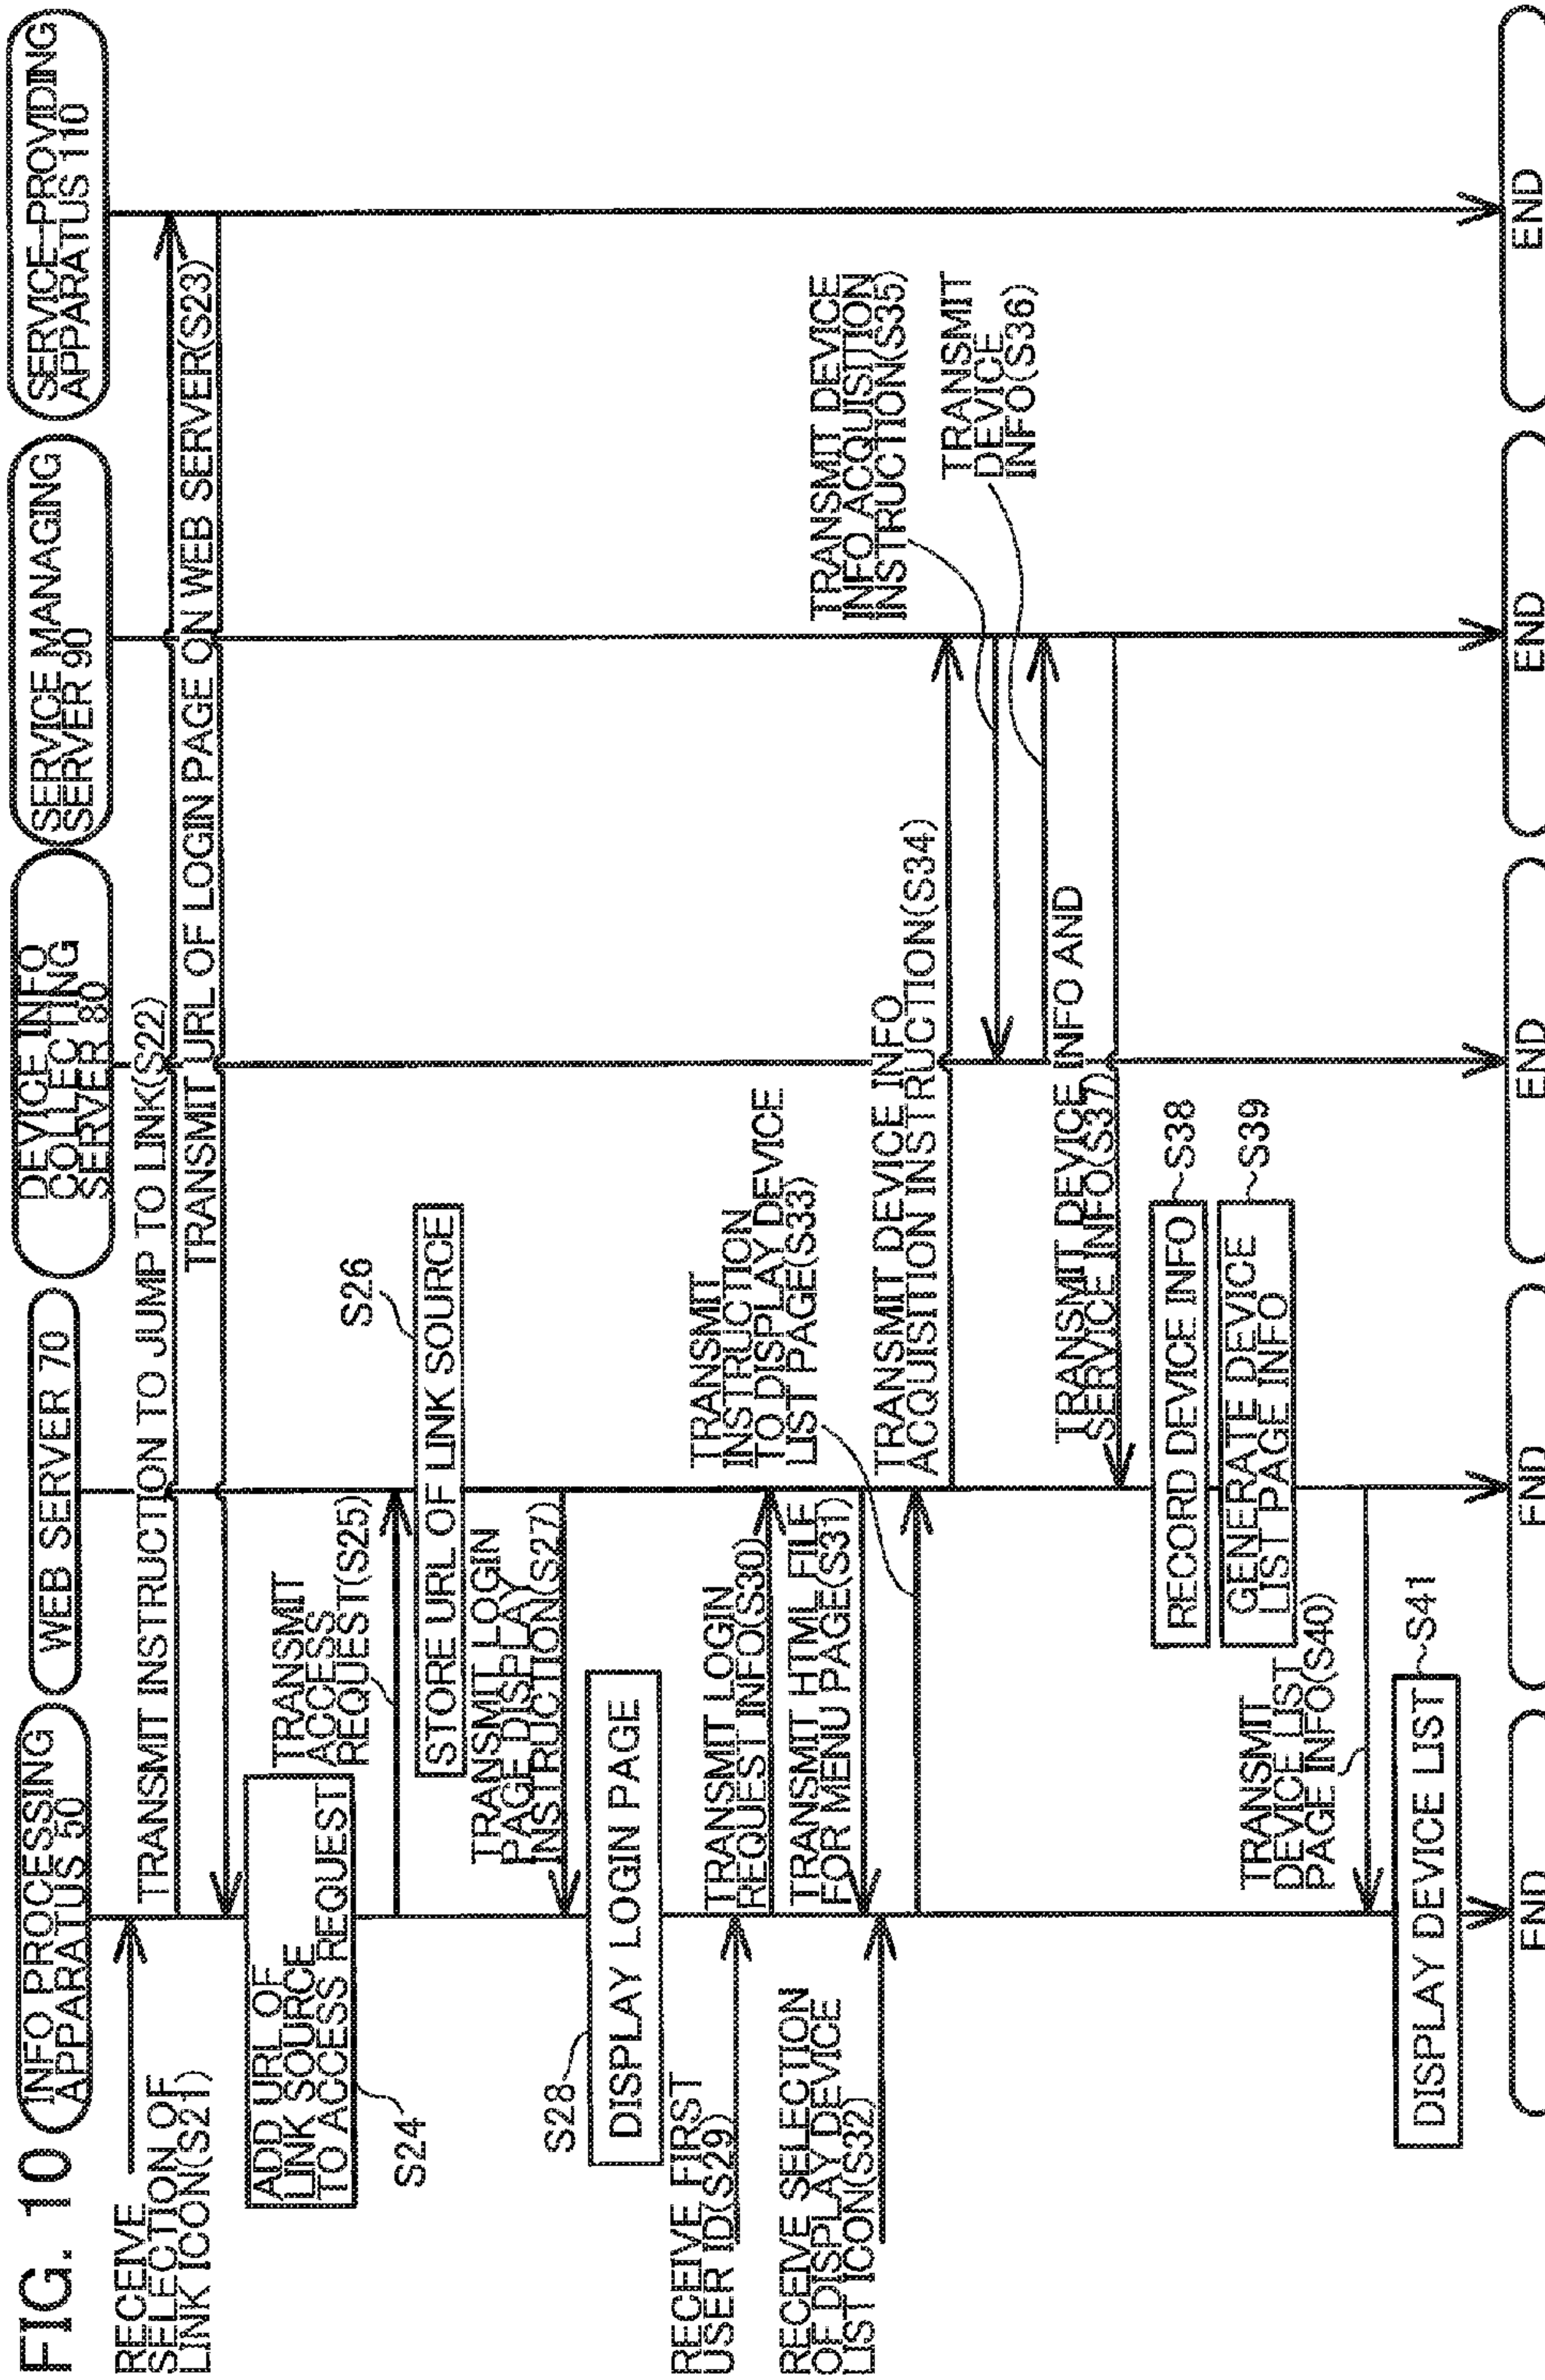 FIG. 10
INFO PROCESSING
APPARATUS 50
WEB SERVER 70
DEVICE INFO
COLLECTING
SERVER 80
SERVICE MANAGING
SERVER 90
SERVICE-PROVIDING
APPARATUS 110
RECEIVE
SELECTION OF
LINK ICON(S21)
TRANSMIT INSTRUCTION TO JUMP TO LINK(S22)
TRANSMIT URL OF LOGIN PAGE ON WEB SERVER(S23)
ADD URL OF
LINK SOURCE
TO ACCESS REQUEST
S24
TRANSMIT
ACCESS
REQUEST(S25)
S26
STORE URL OF LINK SOURCE
TRANSMIT LOGIN
PAGE DISPLAY
INSTRUCTION(S27)
S28
DISPLAY LOGIN PAGE
RECEIVE FIRST
USER ID(S29)
TRANSMIT LOGIN
REQUEST INFO(S30)
TRANSMIT HTML FILE
FOR MENU PAGE(S31)
RECEIVE SELECTION
OF DISPLAY DEVICE
LIST ICON(S32)
TRANSMIT
INSTRUCTION
TO DISPLAY DEVICE
LIST PAGE(S33)
TRANSMIT DEVICE INFO
ACQUISITION INSTRUCTION(S34)
TRANSMIT DEVICE
INFO ACQUISITION
INSTRUCTION(S35)
TRANSMIT
DEVICE
INFO(S36)
TRANSMIT DEVICE INFO AND
SERVICE INFO(S37)
RECORD DEVICE INFO
S38
GENERATE DEVICE
LIST PAGE INFO
S39
TRANSMIT
DEVICE LIST
PAGE INFO(S40)
DISPLAY DEVICE LIST
S41
END
END
END
END
END